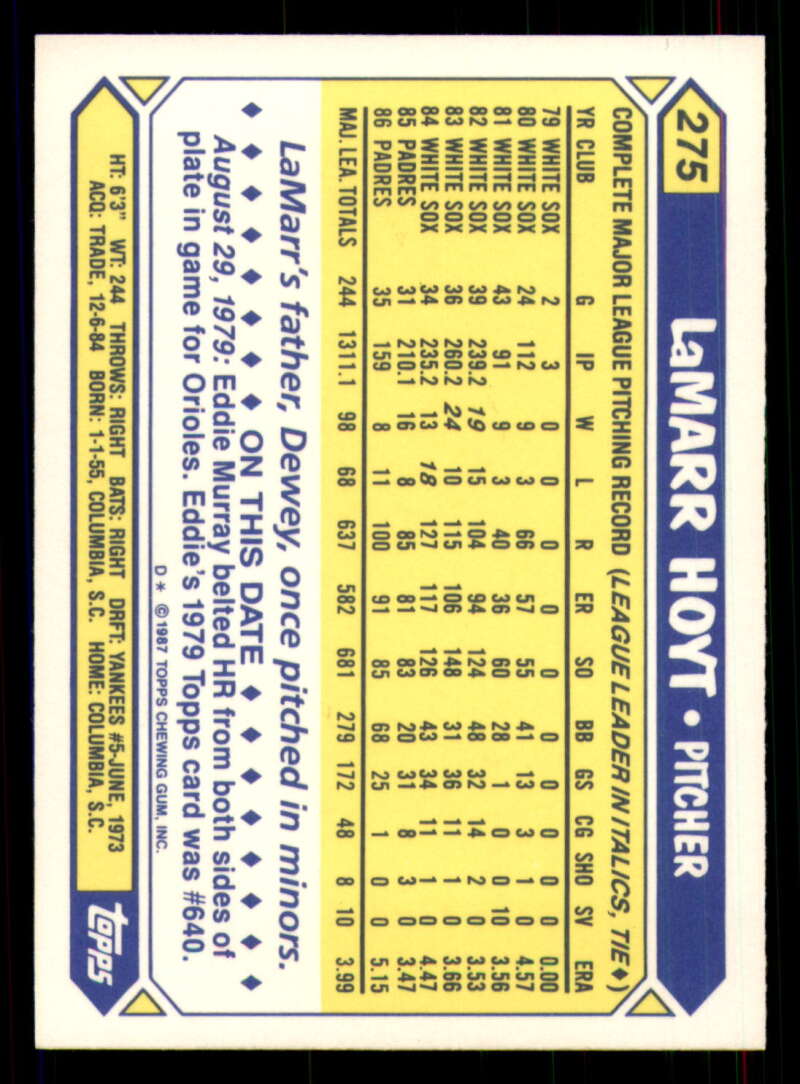 275 LaMARR HOYT • PITCHER
COMPLETE MAJOR LEAGUE PITCHING RECORD (LEAGUE LEADER IN ITALICS, TIE♦)
YR CLUB G IP W L R ER SO BB GS CG SHO SV ERA
79 WHITE SOX 2 3 0 0 0 0 0 0 0 0 0 0 0.00
80 WHITE SOX 24 112 9 3 66 57 55 41 13 3 1 0 4.57
81 WHITE SOX 43 91 9 3 40 36 60 28 1 0 0 10 3.56
82 WHITE SOX 39 239.2 19 15 104 94 124 48 32 14 2 0 3.53
83 WHITE SOX 36 260.2 24 10 115 106 148 31 36 11 1 0 3.66
84 WHITE SOX 34 235.2 13 18 127 117 126 43 34 11 1 0 4.47
85 PADRES 31 210.1 16 8 85 81 83 20 31 8 3 0 3.47
86 PADRES 35 159 8 11 100 91 85 68 25 1 0 0 5.15
MAJ. LEA. TOTALS 244 1311.1 98 68 637 582 681 279 172 48 8 10 3.99
LaMarr's father, Dewey, once pitched in minors.
♦ ♦ ♦ ♦ ♦ ♦ ♦ ♦ ON THIS DATE ♦ ♦ ♦ ♦ ♦ ♦ ♦ ♦
August 29, 1979: Eddie Murray belted HR from both sides of
plate in game for Orioles. Eddie's 1979 Topps card was #640.
D* ©1987 TOPPS CHEWING GUM, INC.
HT: 6'3" WT: 244 THROWS: RIGHT BATS: RIGHT DRFT: YANKEES #5-JUNE, 1973
ACQ: TRADE, 12-6-84 BORN: 1-1-55, COLUMBIA, S.C. HOME: COLUMBIA, S.C.
topps